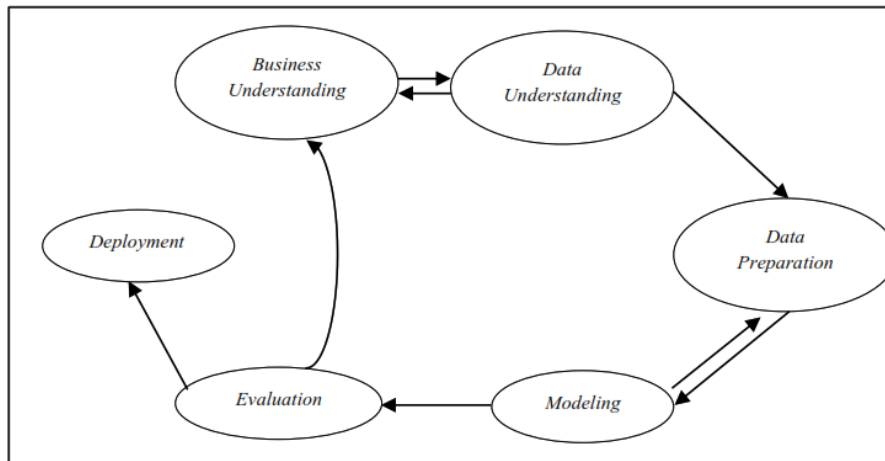 Business
Understanding
Data
Understanding
Deployment
Data
Preparation
Evaluation
Modeling